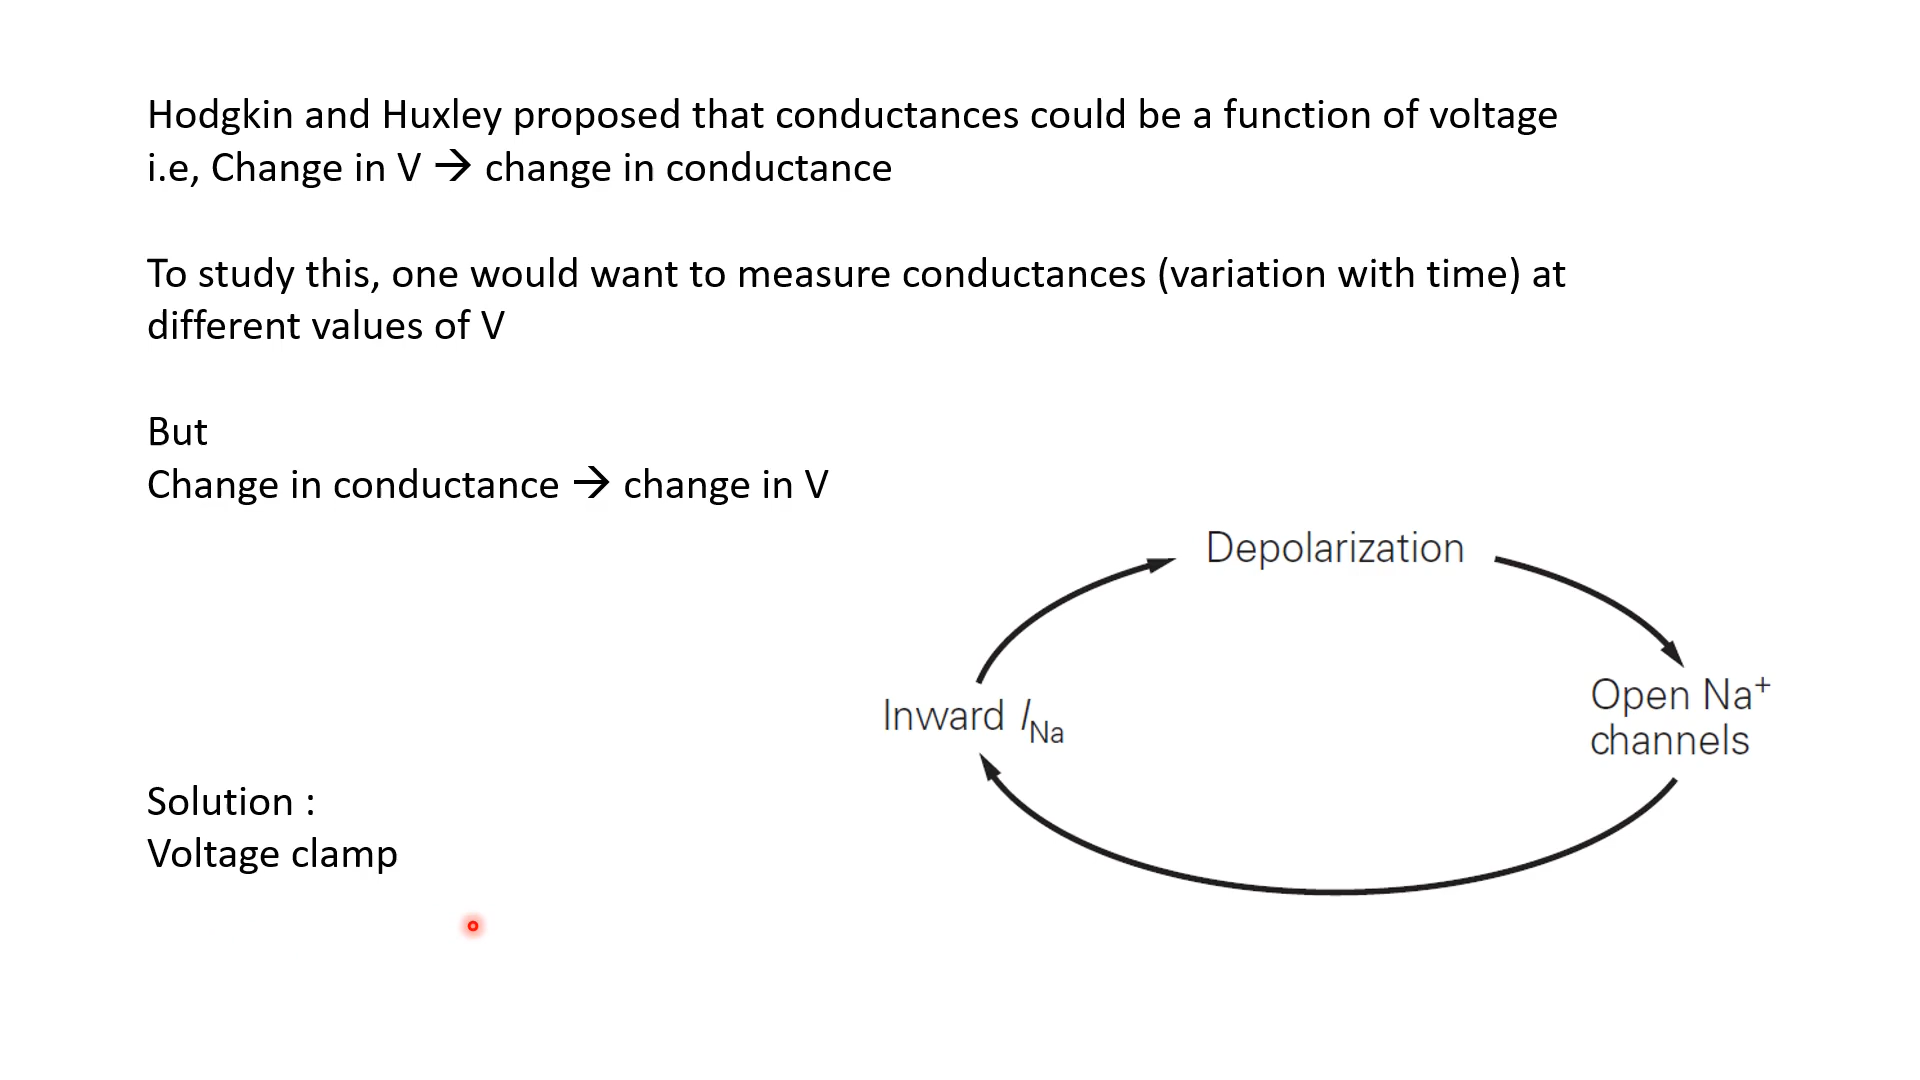 Hodgkin and Huxley proposed that conductances could be a function of voltage
i.e, Change in V → change in conductance
To study this, one would want to measure conductances (variation with time) at
different values of V
But
Change in conductance → change in V
Depolarization
Open Na⁺
channels
Inward I_Na
Solution :
Voltage clamp